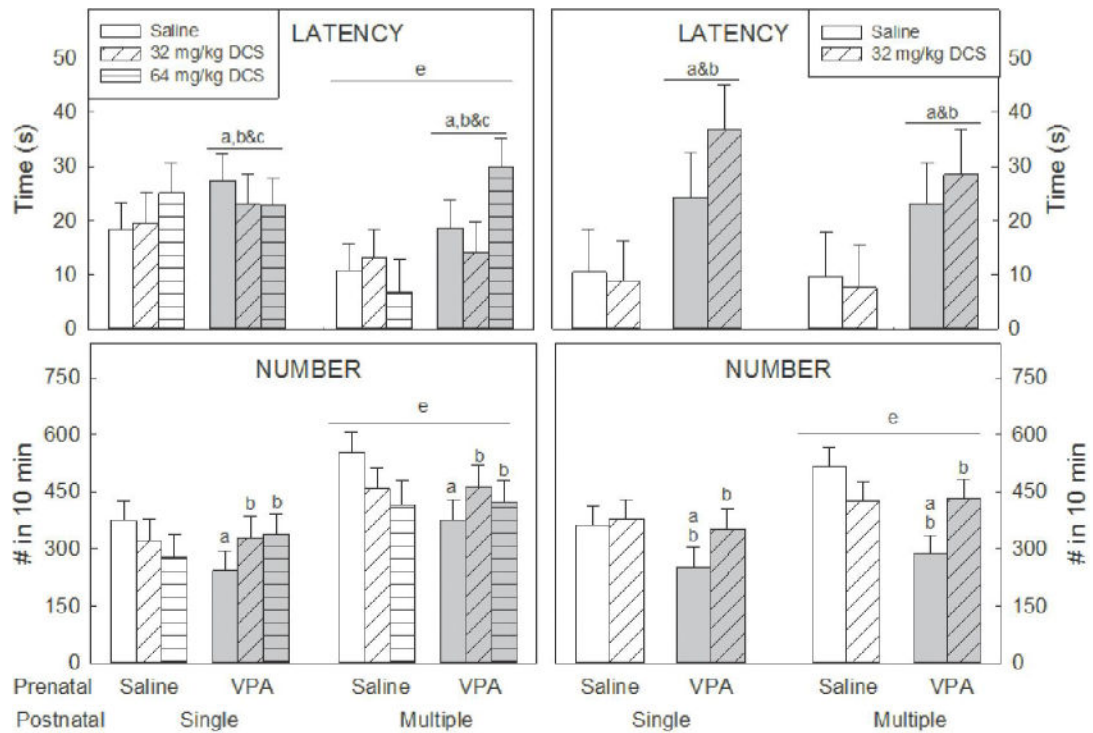 Saline
32 mg/kg DCS
64 mg/kg DCS
LATENCY
e
a,b&c
a,b&c
Time (s)
50
40
30
20
10
0
LATENCY
Saline
32 mg/kg DCS
a&b
a&b
50
40
30
20
10
0
Time (s)
NUMBER
e
a
b
b
a
b
b
# in 10 min
750
600
450
300
150
0
NUMBER
e
a
b
b
a
b
b
750
600
450
300
150
0
# in 10 min
Prenatal Saline VPA Saline VPA Saline VPA Saline VPA
Postnatal Single Multiple Single Multiple